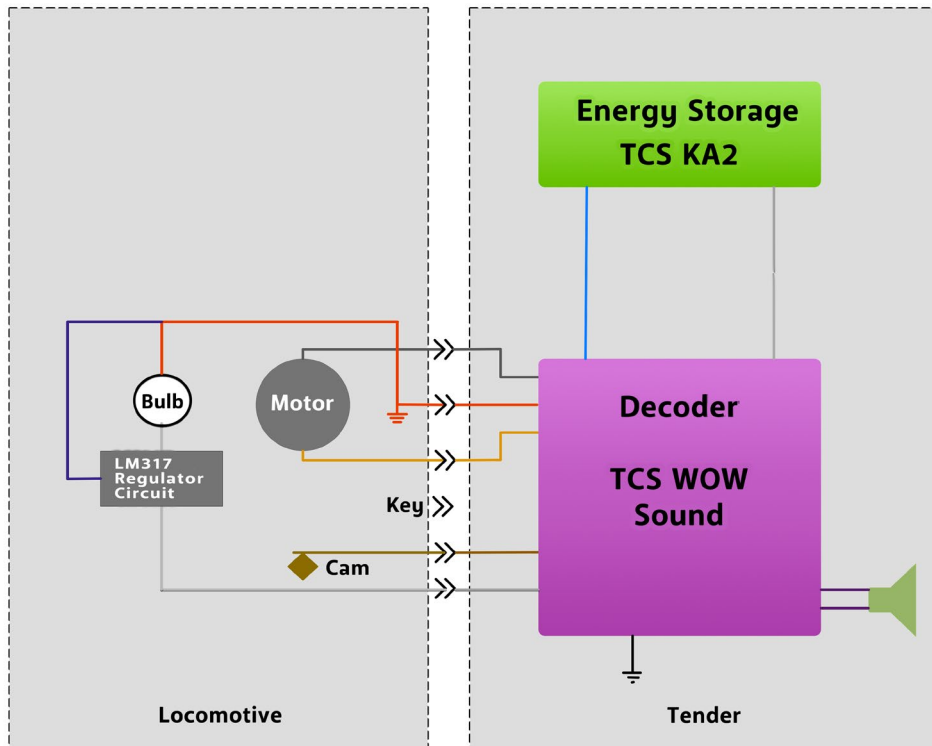 Energy Storage
TCS KA2
Bulb
Motor
Decoder
LM317
Regulator
Circuit
TCS WOW
Sound
Key
Cam
Locomotive
Tender